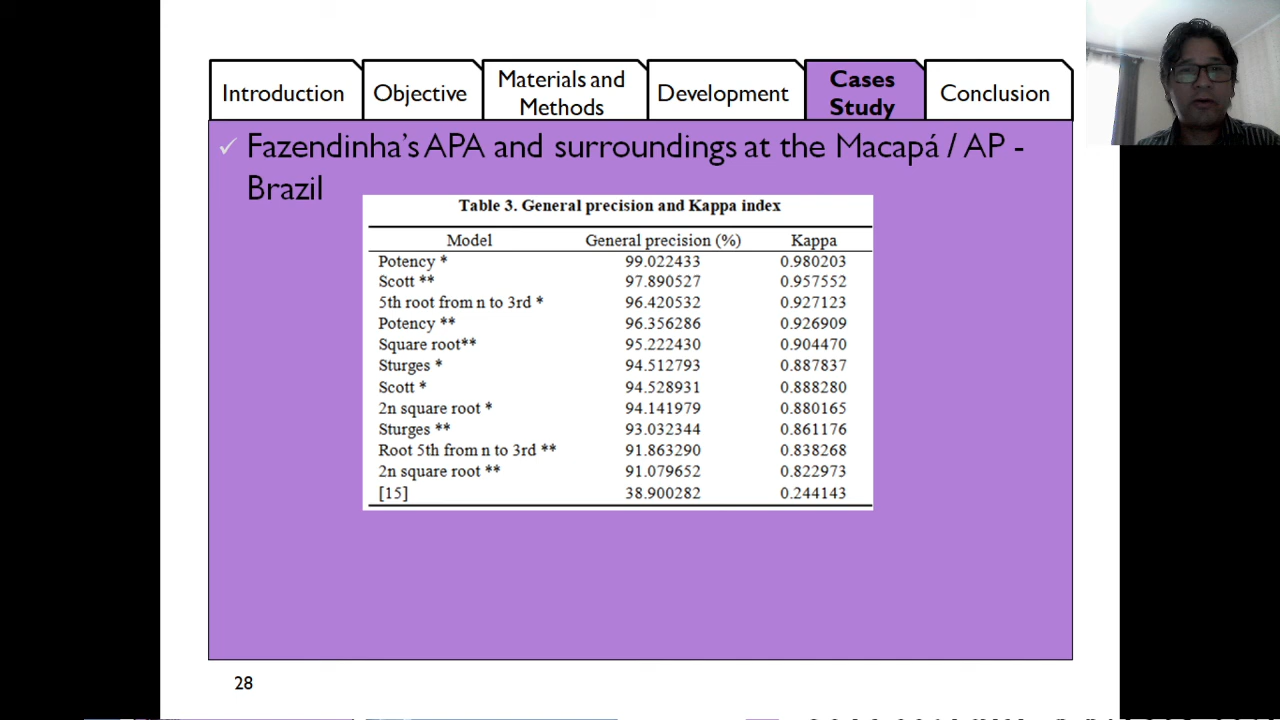 Introduction
Objective
Materials and
Methods
Development
Cases
Study
Conclusion
✓ Fazendinha's APA and surroundings at the Macapá / AP -
Brazil
Table 3. General precision and Kappa index
Model General precision (%) Kappa
Potency * 99.022433 0.980203
Scott ** 97.890527 0.957552
5th root from n to 3rd * 96.420532 0.927123
Potency ** 96.356286 0.926909
Square root** 95.222430 0.904470
Sturges * 94.512793 0.887837
Scott * 94.528931 0.888280
2n square root * 94.141979 0.880165
Sturges ** 93.032344 0.861176
Root 5th from n to 3rd ** 91.863290 0.838268
2n square root ** 91.079652 0.822973
[15] 38.900282 0.244143
28